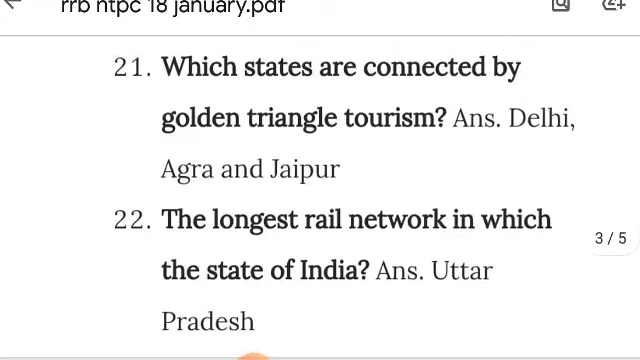 rrb ntpc 18 january.pdf
21. Which states are connected by
golden triangle tourism? Ans. Delhi,
Agra and Jaipur
22. The longest rail network in which
3 / 5
the state of India? Ans. Uttar
Pradesh